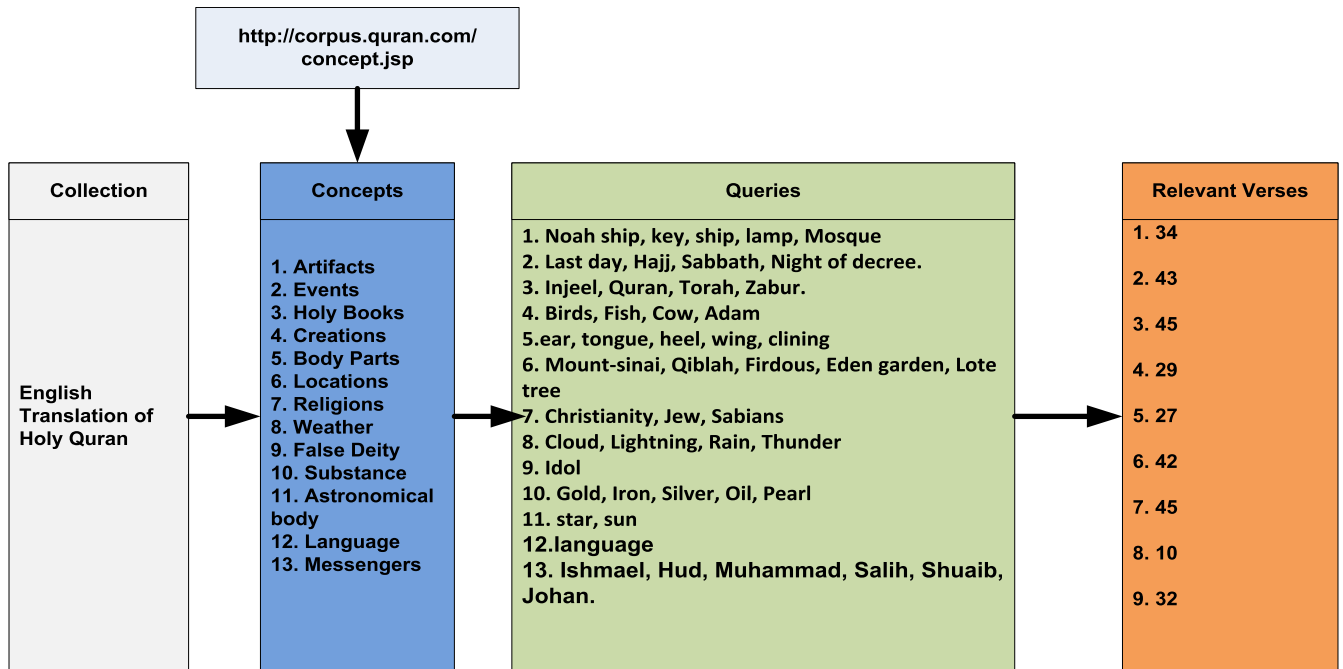 http://corpus.quran.com/
concept.jsp
Collection
English
Translation of
Holy Quran
Concepts
1. Artifacts
2. Events
3. Holy Books
4. Creations
5. Body Parts
6. Locations
7. Religions
8. Weather
9. False Deity
10. Substance
11. Astronomical
body
12. Language
13. Messengers
Queries
1. Noah ship, key, ship, lamp, Mosque
2. Last day, Hajj, Sabbath, Night of decree.
3. Injeel, Quran, Torah, Zabur.
4. Birds, Fish, Cow, Adam
5.ear, tongue, heel, wing, clining
6. Mount-sinai, Qiblah, Firdous, Eden garden, Lote
tree
7. Christianity, Jew, Sabians
8. Cloud, Lightning, Rain, Thunder
9. Idol
10. Gold, Iron, Silver, Oil, Pearl
11. star, sun
12.language
13. Ishmael, Hud, Muhammad, Salih, Shuaib,
Johan.
Relevant Verses
1. 34
2. 43
3. 45
4. 29
5. 27
6. 42
7. 45
8. 10
9. 32